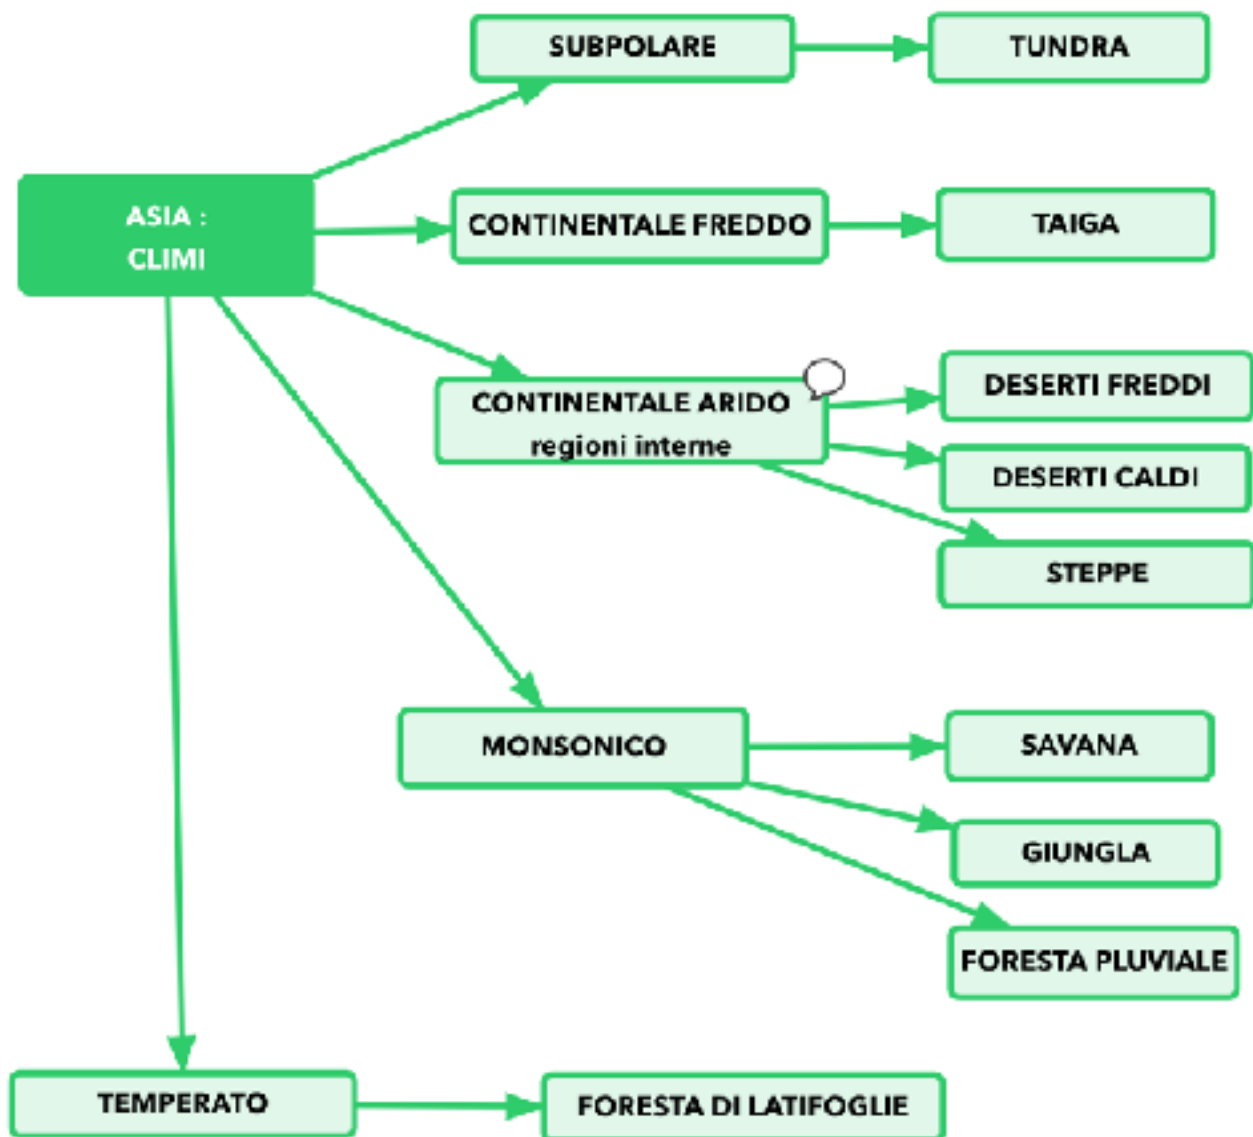 SUBPOLARE
TUNDRA
ASIA :
CLIMI
CONTINENTALE FREDDO
TAIGA
CONTINENTALE ARIDO
regioni interne
DESERTI FREDDI
DESERTI CALDI
STEPPE
MONSONICO
SAVANA
GIUNGLA
FORESTA PLUVIALE
TEMPERATO
FORESTA DI LATIFOGLIE